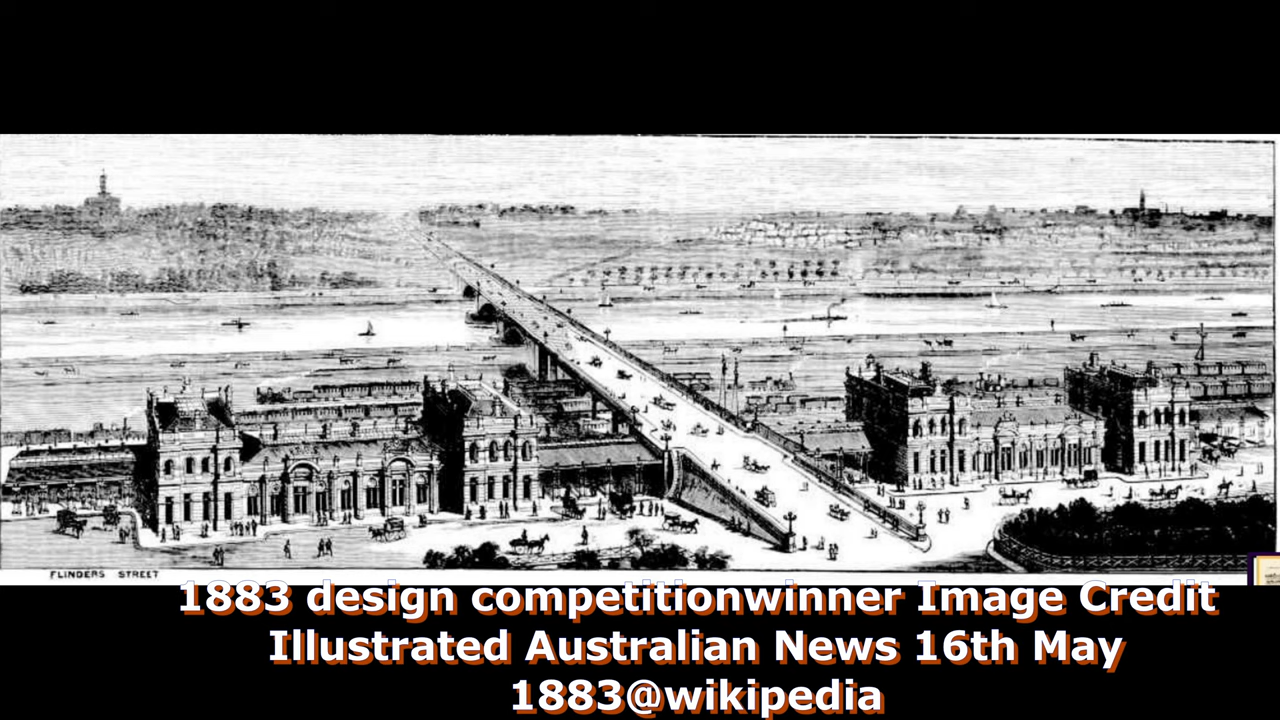 FLINDERS STREET
1883 design competitionwinner Image Credit
Illustrated Australian News 16th May
1883@wikipedia